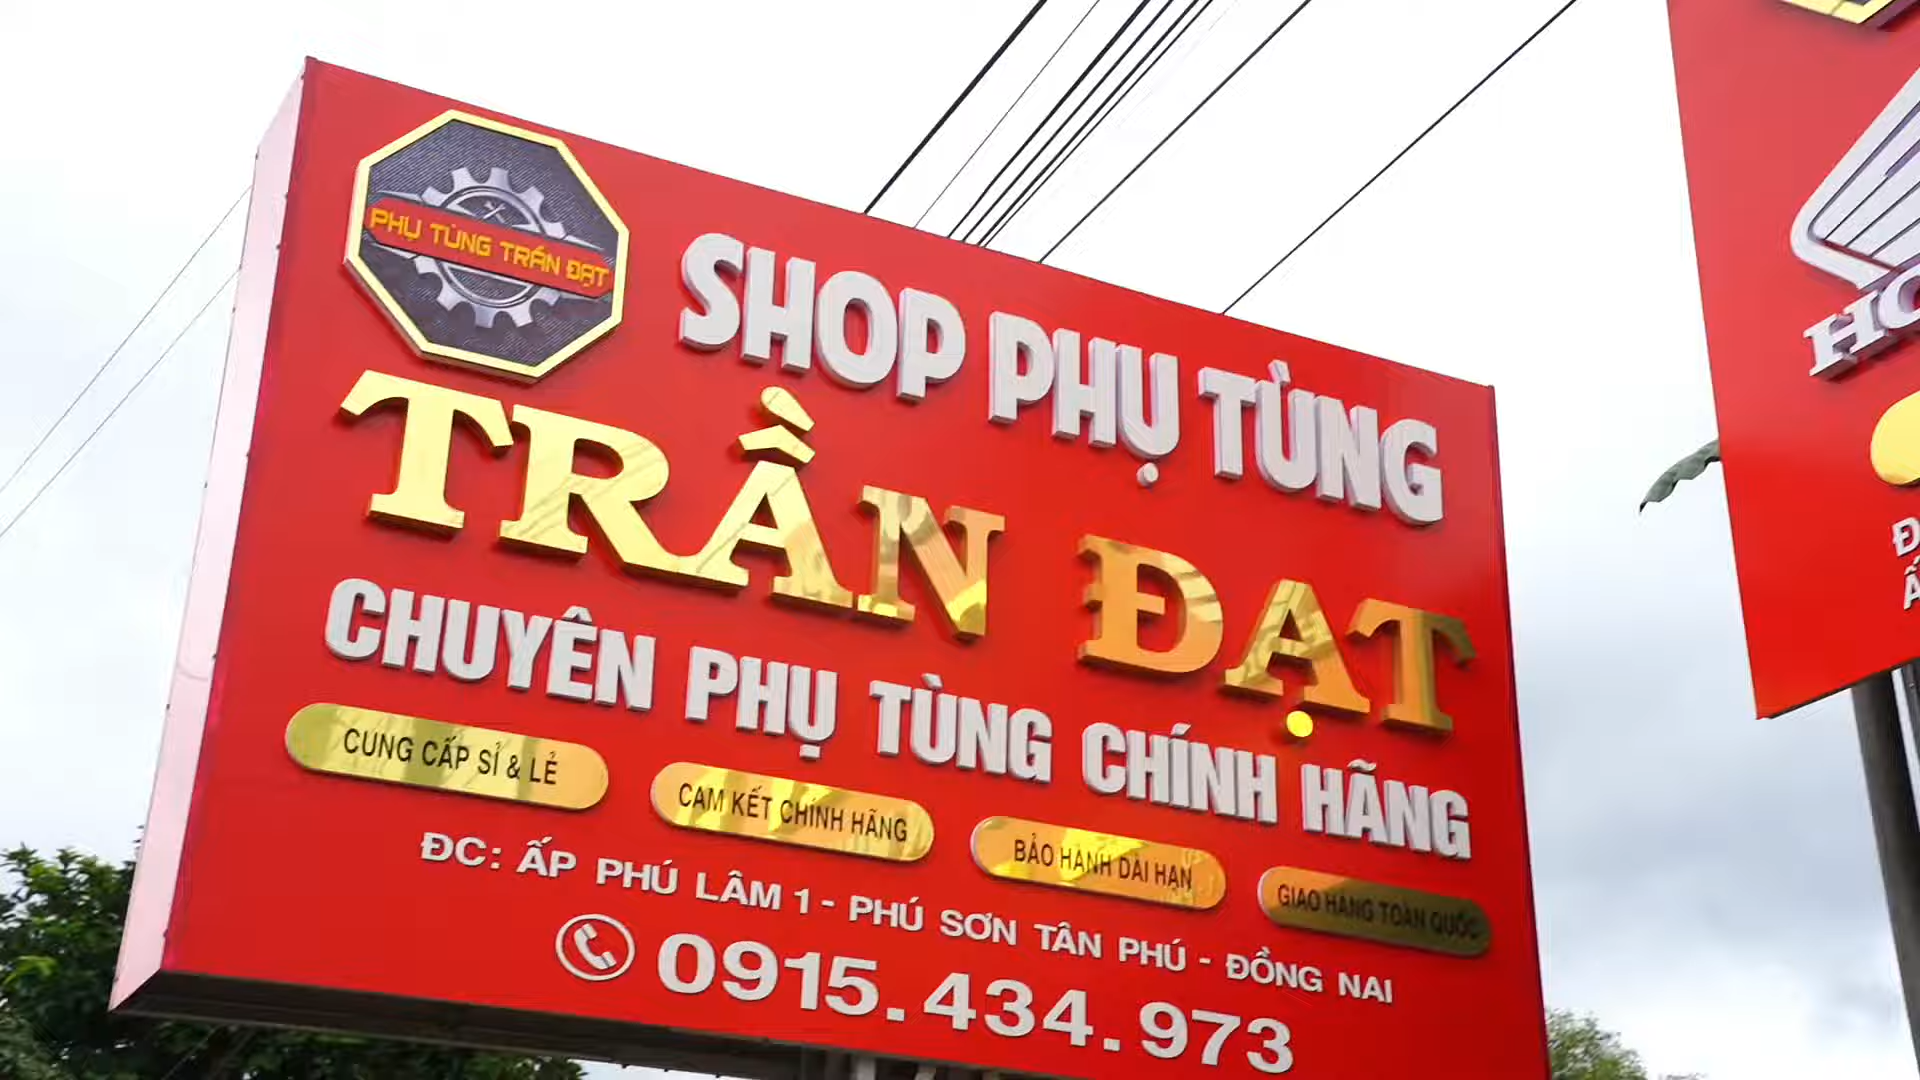 PHỤ TÙNG TRẦN ĐẠT
SHOP PHỤ TÙNG
TRẦN ĐẠT
CHUYÊN PHỤ TÙNG CHÍNH HÃNG
CUNG CẤP SỈ & LẺ
CAM KẾT CHÍNH HÃNG
BẢO HÀNH DÀI HẠN
GIAO HÀNG TOÀN QUỐC
ĐC: ẤP PHÚ LÂM 1 - PHÚ SƠN TÂN PHÚ - ĐỒNG NAI
0915.434.973